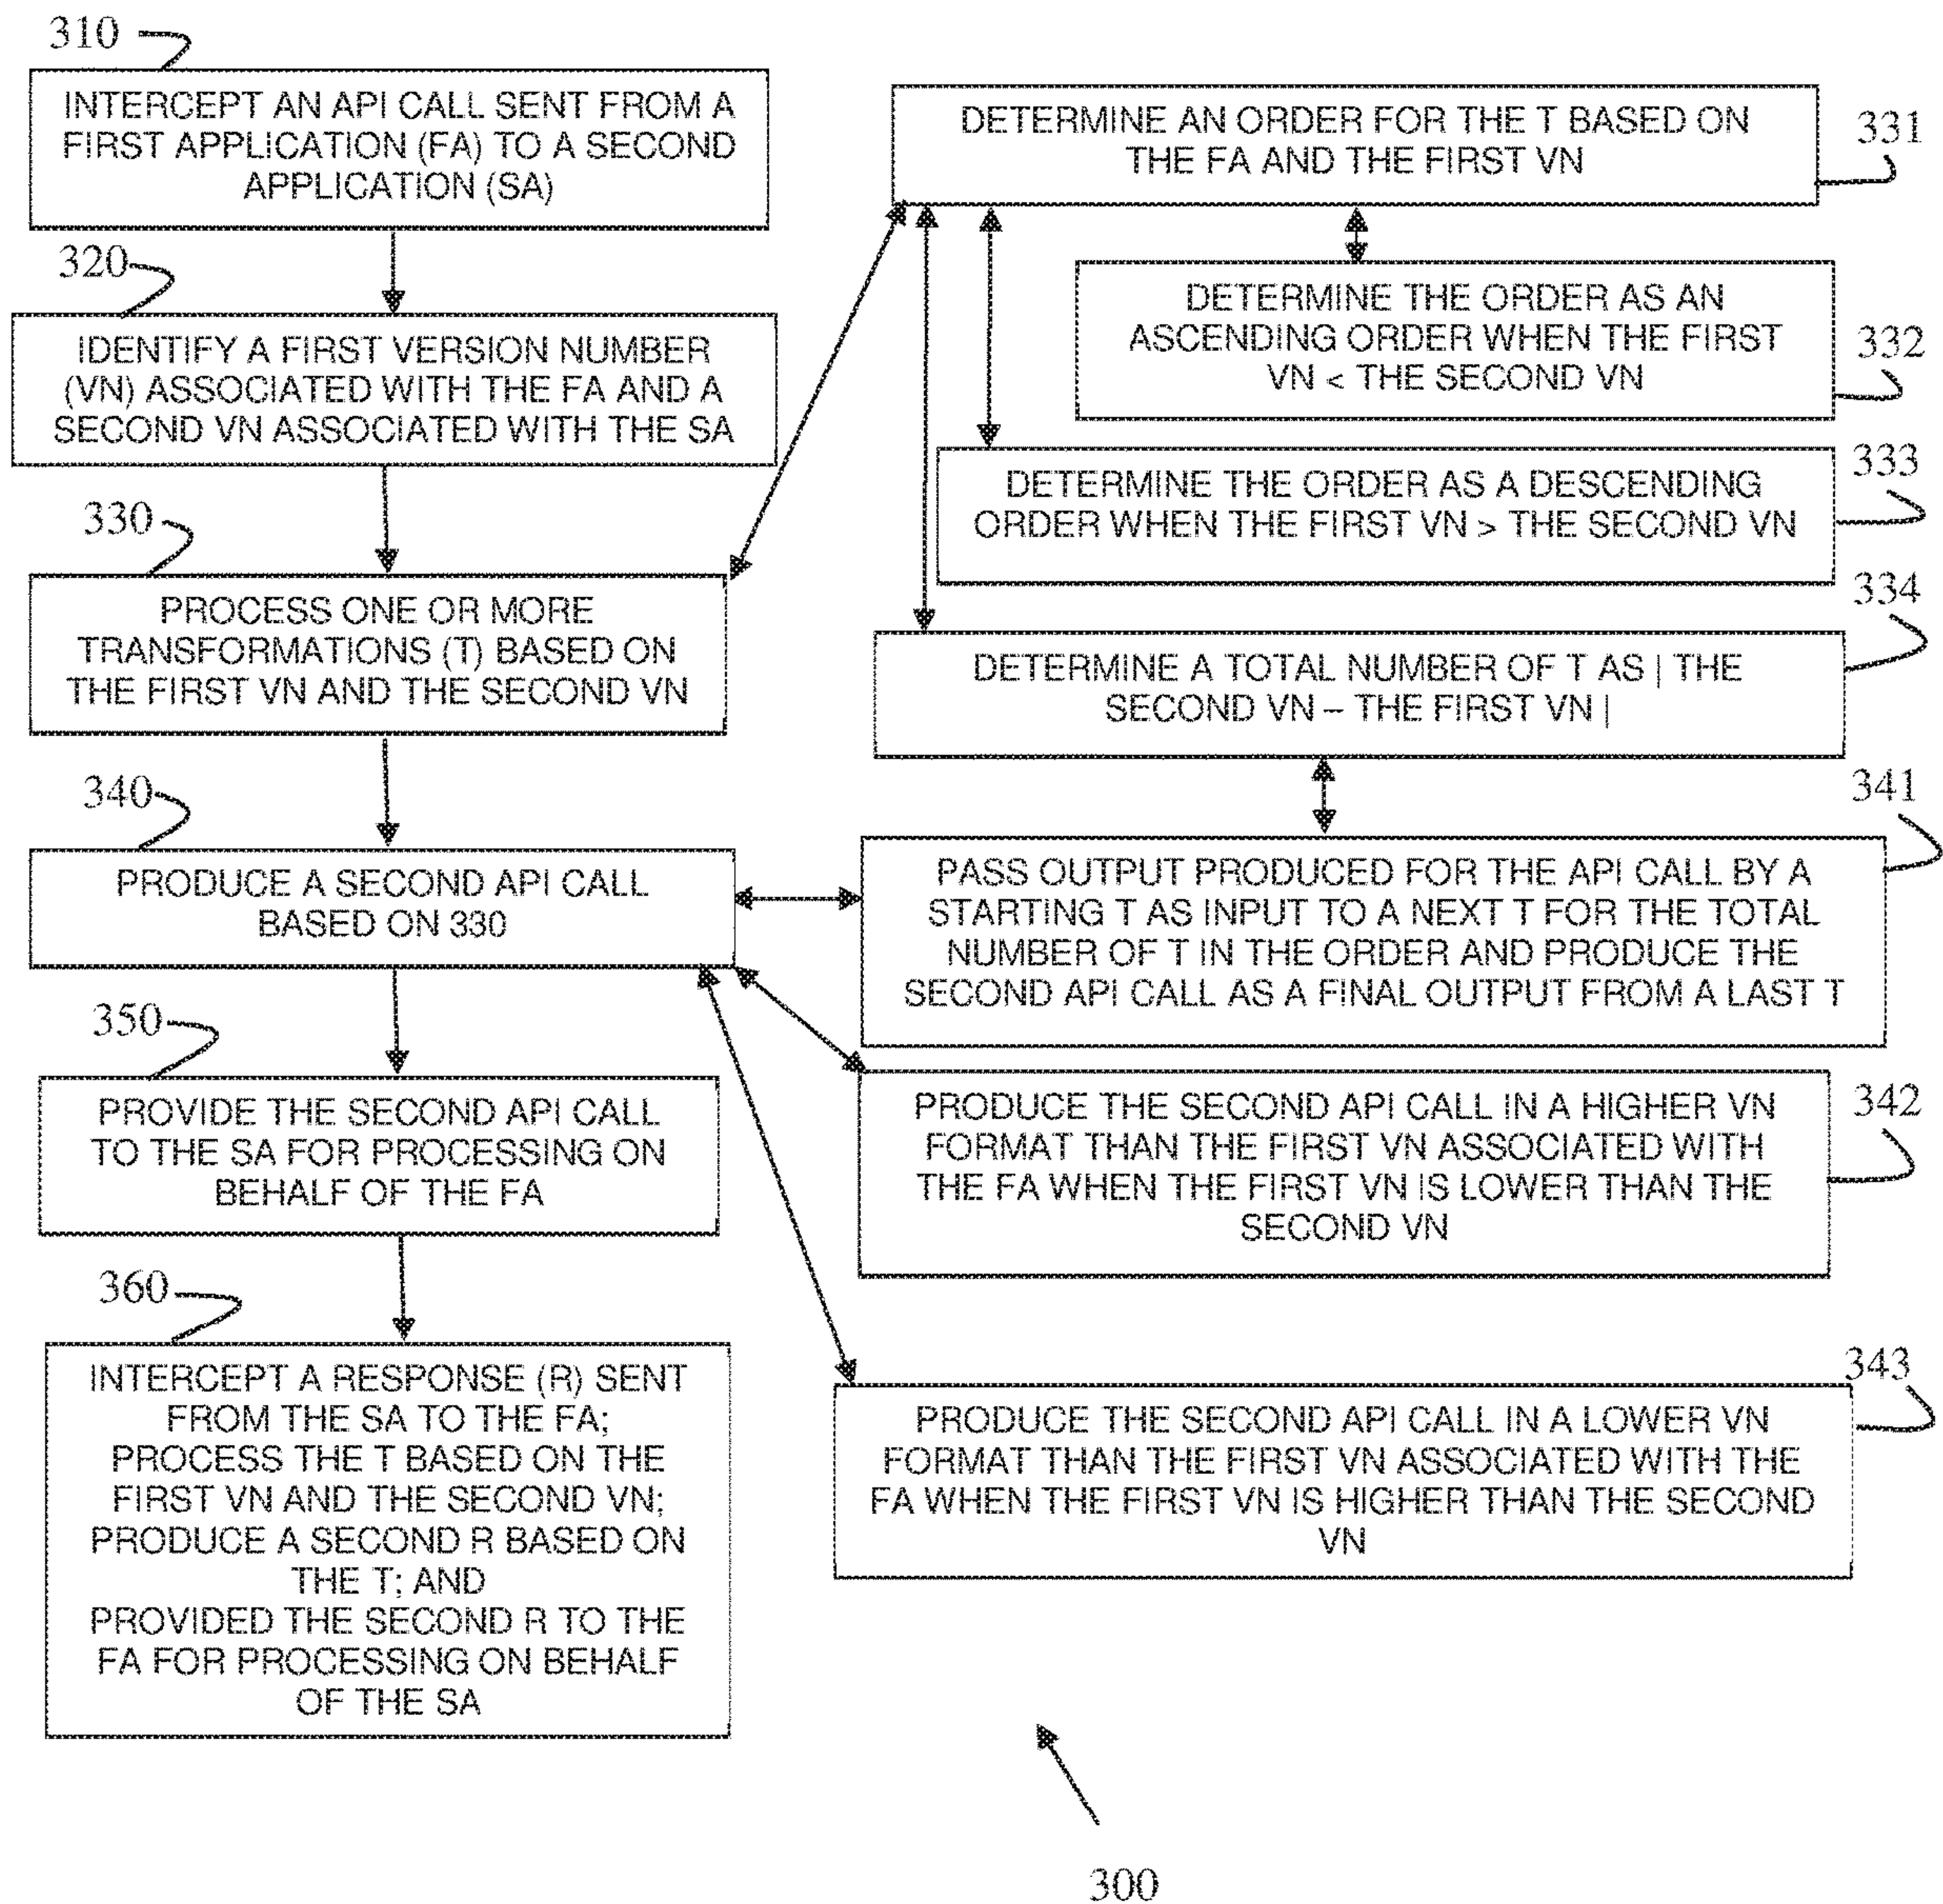 310
INTERCEPT AN API CALL SENT FROM A
FIRST APPLICATION (FA) TO A SECOND
APPLICATION (SA)
320
IDENTIFY A FIRST VERSION NUMBER
(VN) ASSOCIATED WITH THE FA AND A
SECOND VN ASSOCIATED WITH THE SA
330
PROCESS ONE OR MORE
TRANSFORMATIONS (T) BASED ON
THE FIRST VN AND THE SECOND VN
340
PRODUCE A SECOND API CALL
BASED ON 330
350
PROVIDE THE SECOND API CALL
TO THE SA FOR PROCESSING ON
BEHALF OF THE FA
360
INTERCEPT A RESPONSE (R) SENT
FROM THE SA TO THE FA;
PROCESS THE T BASED ON THE
FIRST VN AND THE SECOND VN;
PRODUCE A SECOND R BASED ON
THE T; AND
PROVIDED THE SECOND R TO THE
FA FOR PROCESSING ON BEHALF
OF THE SA
DETERMINE AN ORDER FOR THE T BASED ON
THE FA AND THE FIRST VN
331
DETERMINE THE ORDER AS AN
ASCENDING ORDER WHEN THE FIRST
VN < THE SECOND VN
332
DETERMINE THE ORDER AS A DESCENDING
ORDER WHEN THE FIRST VN > THE SECOND VN
333
DETERMINE A TOTAL NUMBER OF T AS | THE
SECOND VN – THE FIRST VN |
334
PASS OUTPUT PRODUCED FOR THE API CALL BY A
STARTING T AS INPUT TO A NEXT T FOR THE TOTAL
NUMBER OF T IN THE ORDER AND PRODUCE THE
SECOND API CALL AS A FINAL OUTPUT FROM A LAST T
341
PRODUCE THE SECOND API CALL IN A HIGHER VN
FORMAT THAN THE FIRST VN ASSOCIATED WITH
THE FA WHEN THE FIRST VN IS LOWER THAN THE
SECOND VN
342
PRODUCE THE SECOND API CALL IN A LOWER VN
FORMAT THAN THE FIRST VN ASSOCIATED WITH THE
FA WHEN THE FIRST VN IS HIGHER THAN THE SECOND
VN
343
300